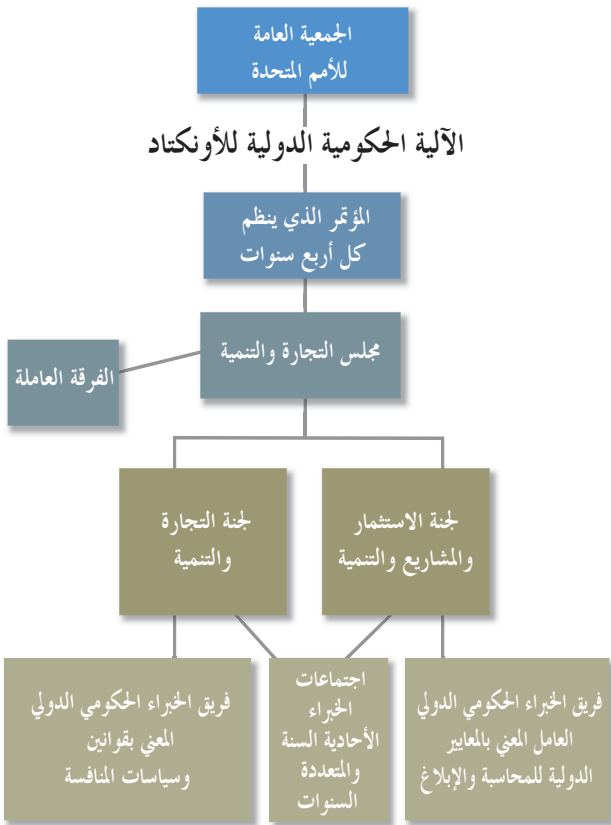 الجمعية العامة
للأمم المتحدة
الآلية الحكومية الدولية للأونكتاد
المؤتمر الذي ينظم
كل أربع سنوات
مجلس التجارة والتنمية
الفرقة العاملة
لجنة الاستثمار
والمشاريع والتنمية
لجنة التجارة
والتنمية
فريق الخبراء الحكومي الدولي
العامل المعني بالمعايير
الدولية للمحاسبة والإبلاغ
اجتماعات
الخبراء
الأحادية السنة
والمتعددة
السنوات
فريق الخبراء الحكومي الدولي
المعني بقوانين
وسياسات المنافسة